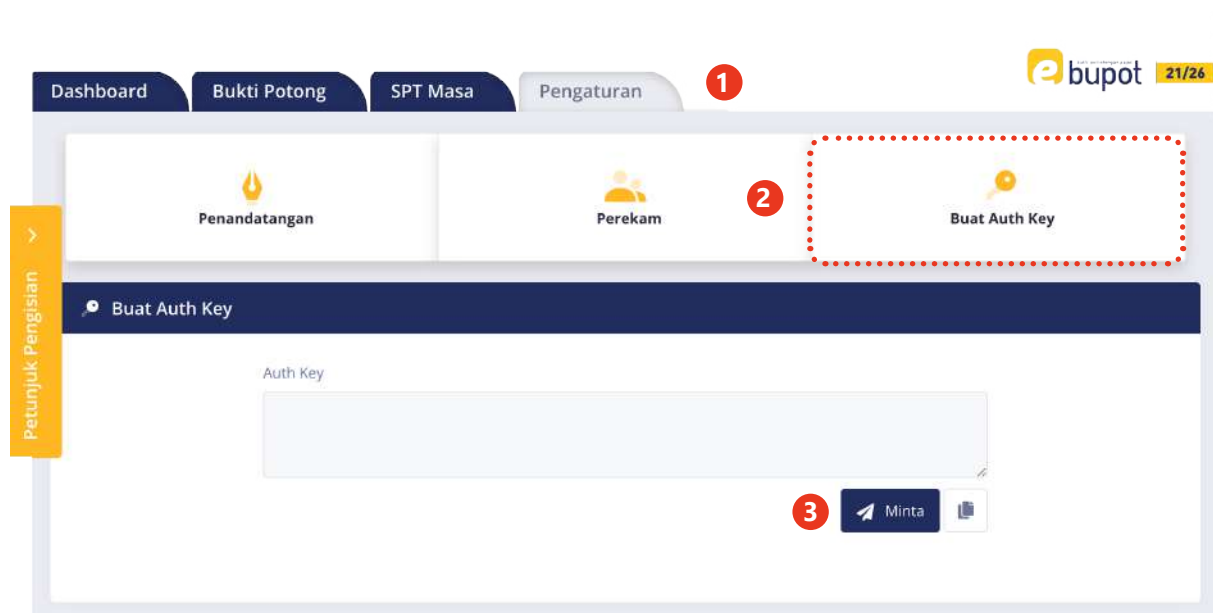 Dashboard
Bukti Potong
SPT Masa
Pengaturan
1
e bupot 21/26
Penandatangan
Perekam
2
Buat Auth Key
Petunjuk Pengisian
Buat Auth Key
Auth Key
3
Minta